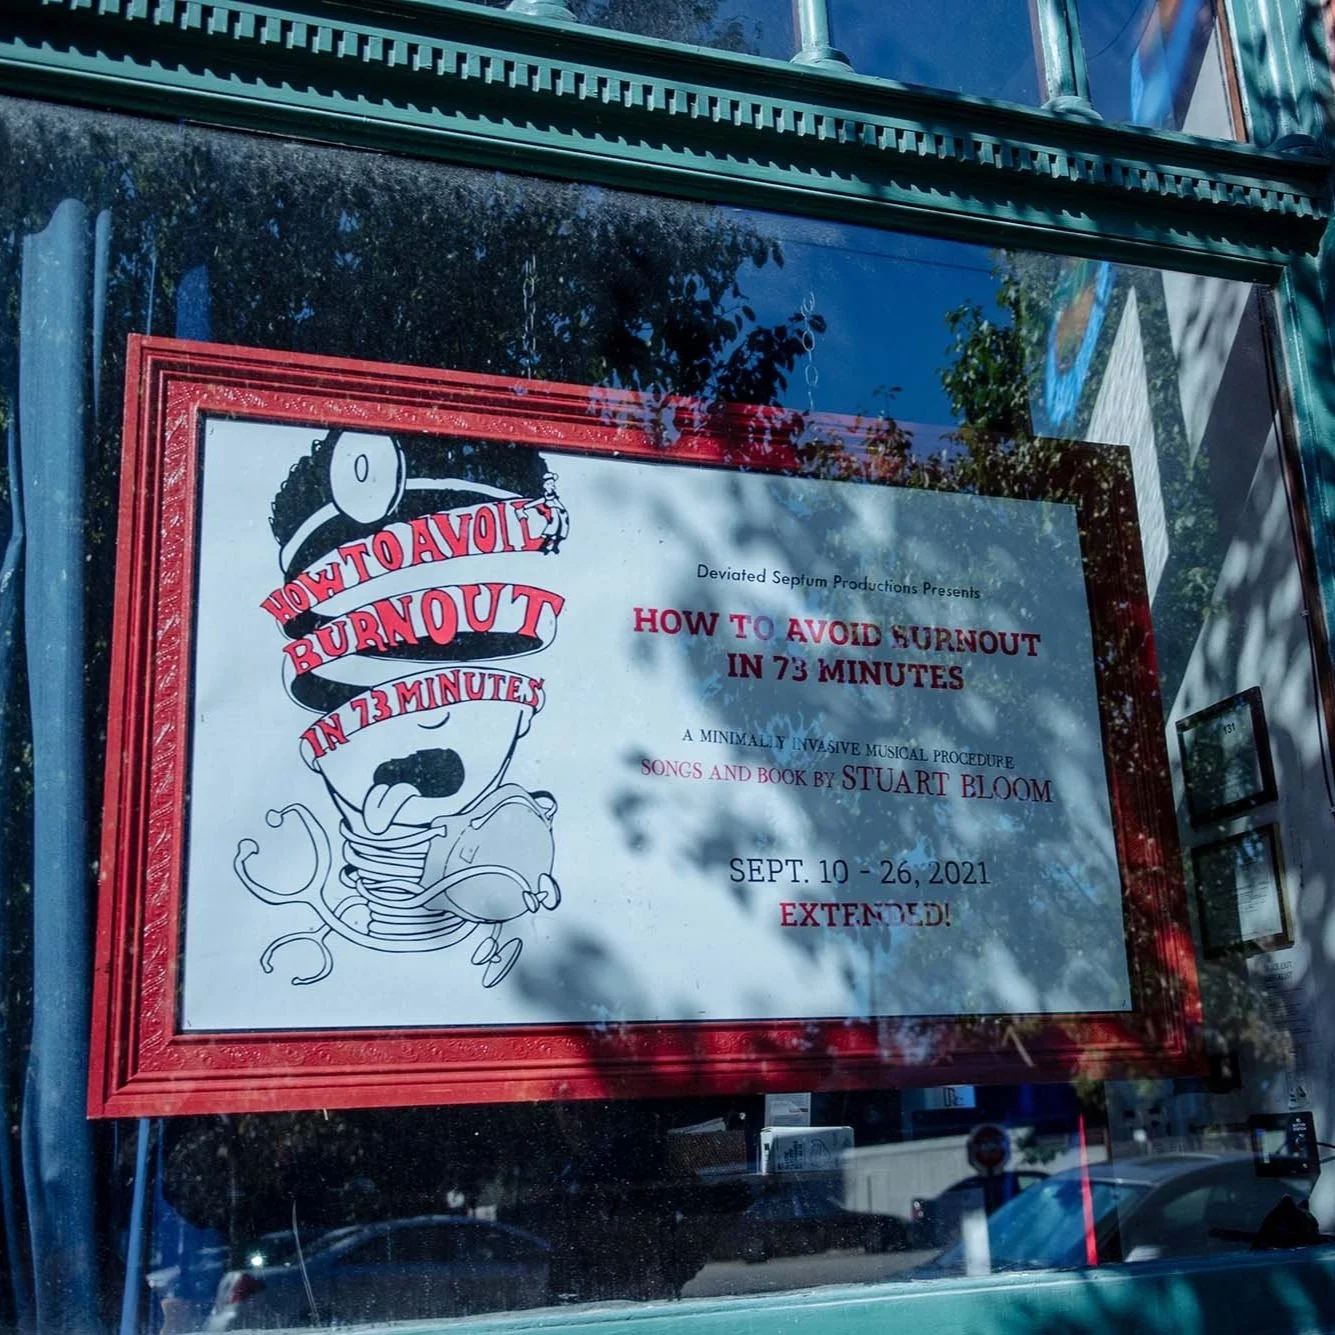 HOW TO AVOID
BURNOUT
IN 73 MINUTES
Deviated Septum Productions Presents
HOW TO AVOID BURNOUT
IN 73 MINUTES
A MINIMALLY INVASIVE MUSICAL PROCEDURE
SONGS AND BOOK BY STUART BLOOM
SEPT. 10 - 26, 2021
EXTENDED!
131